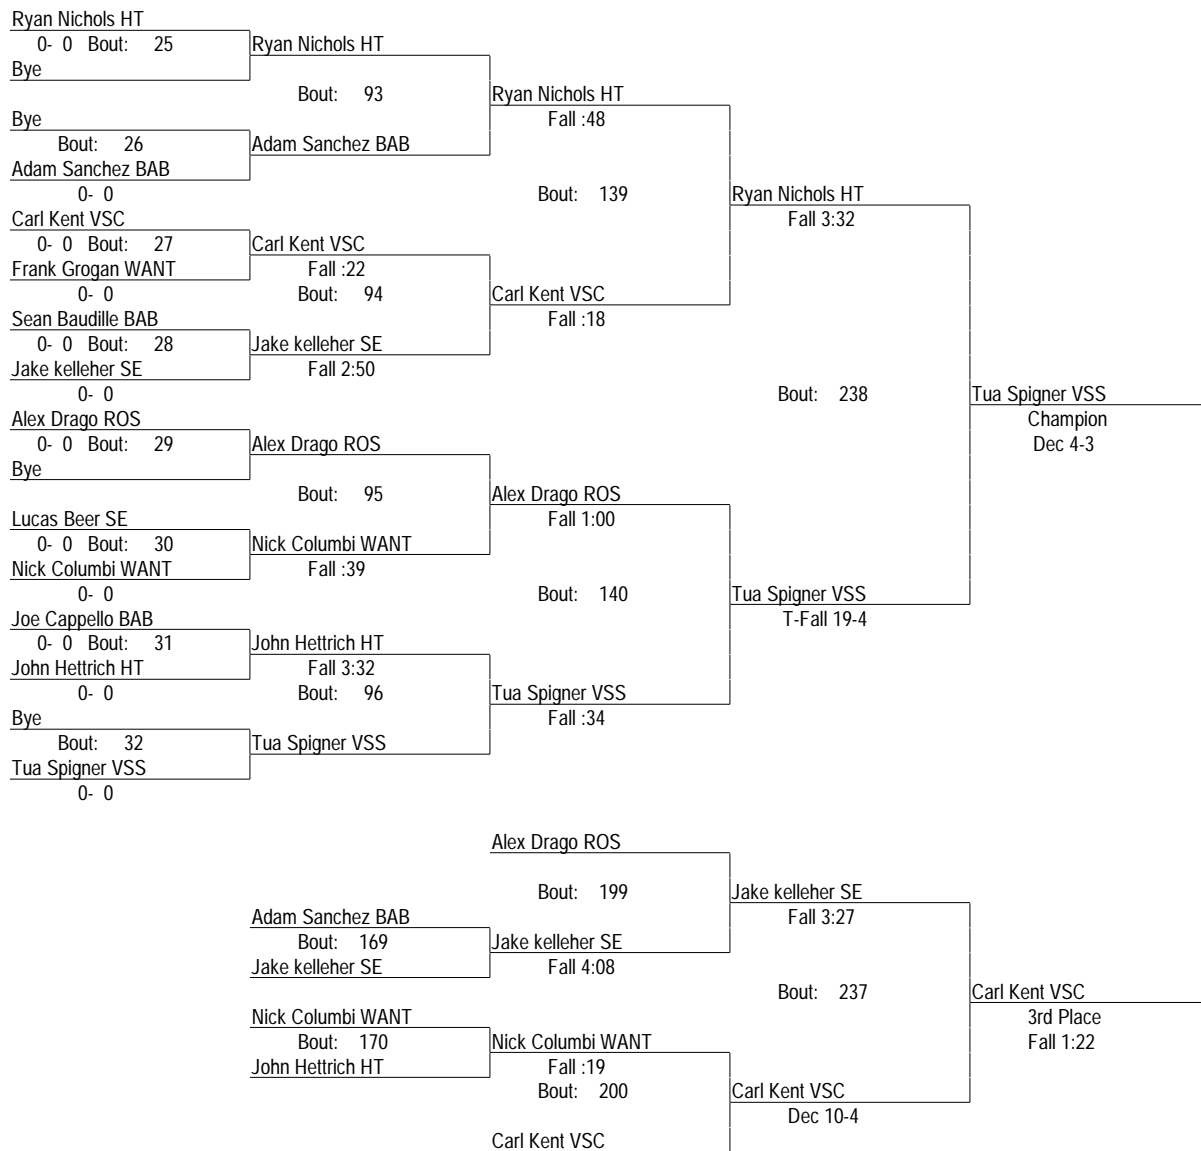 Ryan Nichols HT
0- 0 Bout: 25 Ryan Nichols HT
Bye
Bout: 93 Ryan Nichols HT
Bye Fall :48
Bout: 26 Adam Sanchez BAB
Adam Sanchez BAB
0- 0 Bout: 139 Ryan Nichols HT
Carl Kent VSC Fall 3:32
0- 0 Bout: 27 Carl Kent VSC
Frank Grogan WANT Fall :22
0- 0 Bout: 94 Carl Kent VSC
Sean Baudille BAB Fall :18
0- 0 Bout: 28 Jake kelleher SE
Jake kelleher SE Fall 2:50
0- 0 Bout: 238 Tua Spigner VSS
Alex Drago ROS Champion
0- 0 Bout: 29 Alex Drago ROS Dec 4-3
Bye
Bout: 95 Alex Drago ROS
Lucas Beer SE Fall 1:00
0- 0 Bout: 30 Nick Columbi WANT
Nick Columbi WANT Fall :39
0- 0 Bout: 140 Tua Spigner VSS
Joe Cappello BAB T-Fall 19-4
0- 0 Bout: 31 John Hettrich HT
John Hettrich HT Fall 3:32
0- 0 Bout: 96 Tua Spigner VSS
Bye Fall :34
Bout: 32 Tua Spigner VSS
Tua Spigner VSS
0- 0
Alex Drago ROS
Bout: 199 Jake kelleher SE
Adam Sanchez BAB Fall 3:27
Bout: 169 Jake kelleher SE
Jake kelleher SE Fall 4:08
Bout: 237 Carl Kent VSC
Nick Columbi WANT 3rd Place
Bout: 170 Nick Columbi WANT Fall 1:22
John Hettrich HT Fall :19
Bout: 200 Carl Kent VSC
Dec 10-4
Carl Kent VSC